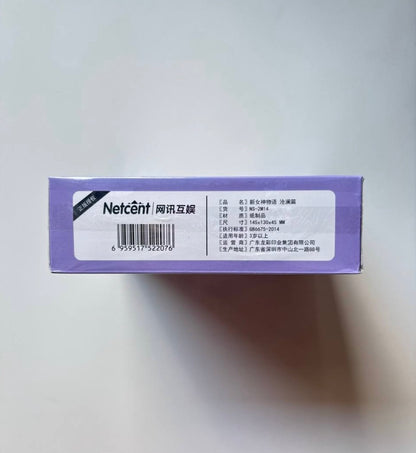 正版授权
Netcent 网讯互娱
6 959517 522076
[品 名] 新女神物语 沧澜篇
[货 号] NS-2M14
[材 质] 纸制品
[尺 寸] 145x130x45 MM
[执行标准] GB6675-2014
[适用年龄] 3岁以上
[运 营 商] 广东龙彩印业集团有限公司
[生产地址] 广东省深圳市中山北一路88号